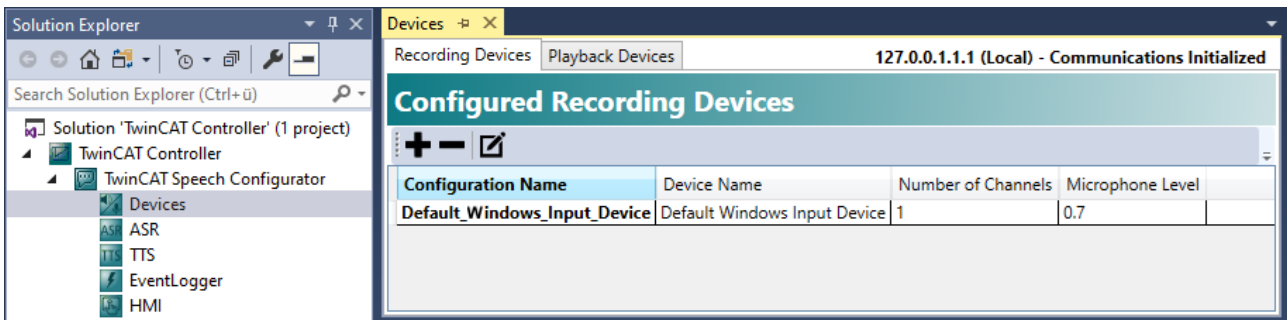 Solution Explorer
Search Solution Explorer (Ctrl+ü)
Solution 'TwinCAT Controller' (1 project)
TwinCAT Controller
TwinCAT Speech Configurator
Devices
ASR ASR
TTS TTS
EventLogger
HMI
Devices
Recording Devices Playback Devices 127.0.0.1.1.1 (Local) - Communications Initialized
Configured Recording Devices
Configuration Name Device Name Number of Channels Microphone Level
Default_Windows_Input_Device Default Windows Input Device 1 0.7